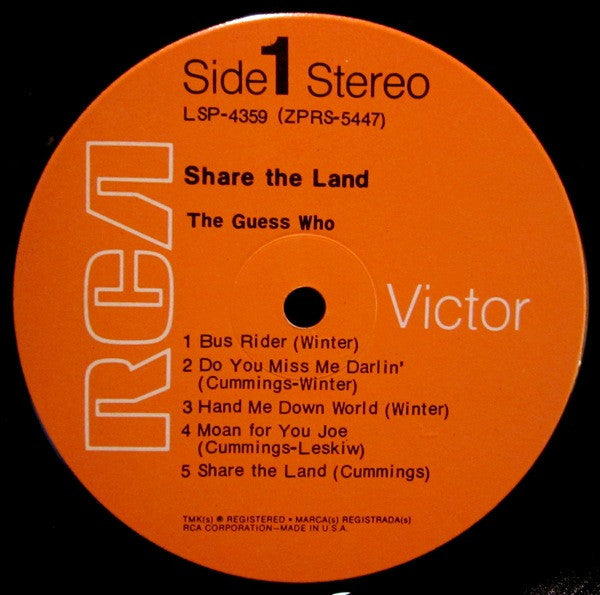 Side 1 Stereo
LSP-4359 (ZPRS-5447)
Share the Land
The Guess Who
RCA
Victor
1 Bus Rider (Winter)
2 Do You Miss Me Darlin'
(Cummings-Winter)
3 Hand Me Down World (Winter)
4 Moan for You Joe
(Cummings-Leskiw)
5 Share the Land (Cummings)
TMK(s) ® REGISTERED • MARCA(s) REGISTRADA(s)
RCA CORPORATION—MADE IN U.S.A.